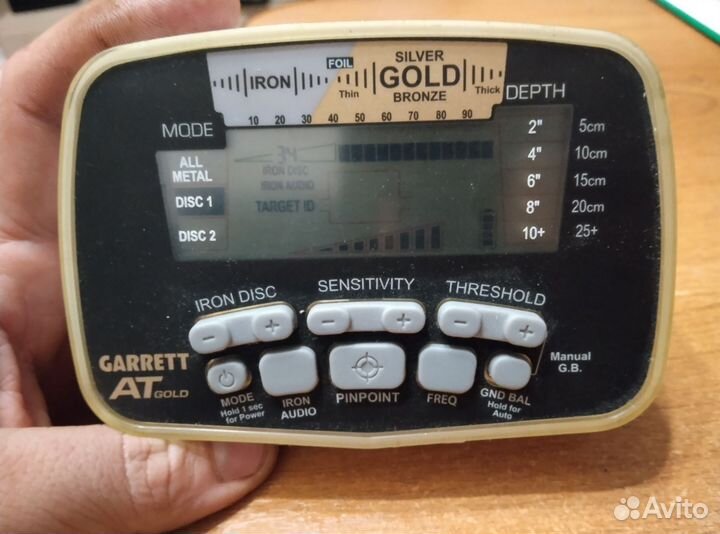 FOIL
SILVER
IRON
GOLD
Thin
Thick
BRONZE
10 20 30 40 50 60 70 80 90
DEPTH
MODE
ALL METAL
DISC 1
DISC 2
34
IRON DISC
IRON AUDIO
TARGET ID
2" 5cm
4" 10cm
6" 15cm
8" 20cm
10+ 25+
IRON DISC
SENSITIVITY
THRESHOLD
- +
- +
- +
GARRETT
AT GOLD
MODE
Hold 1 sec
for Power
IRON
AUDIO
PINPOINT
FREQ
GND BAL
Hold for
Auto
Manual
G.B.
Avito